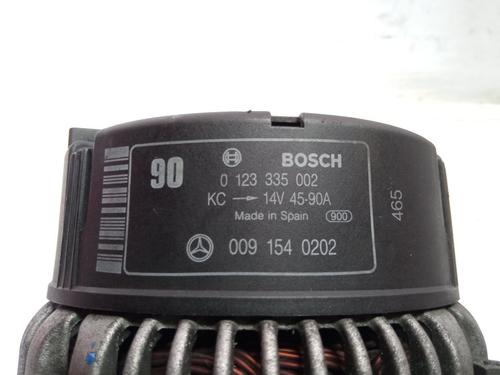 90
BOSCH
0 123 335 002
KC → 14V 45-90A
Made in Spain 900
009 154 0202
465